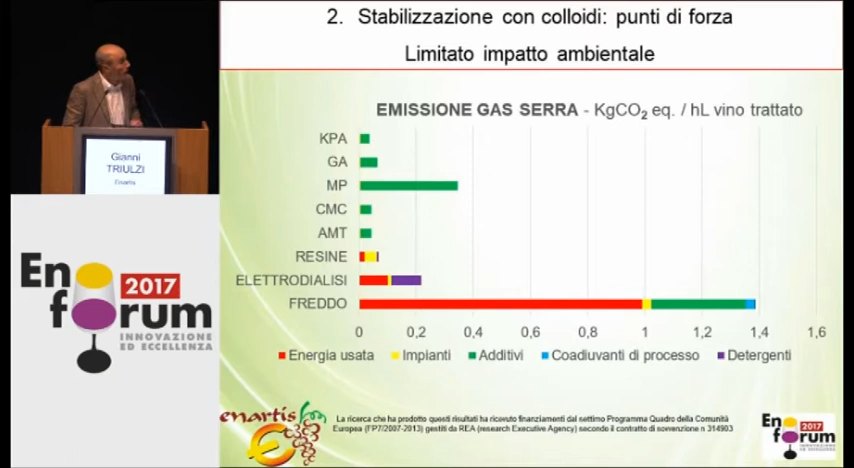 2. Stabilizzazione con colloidi: punti di forza
Limitato impatto ambientale
EMISSIONE GAS SERRA - KgCO₂ eq. / hL vino trattato
KPA
GA
MP
CMC
AMT
RESINE
ELETTRODIALISI
FREDDO
0 0,2 0,4 0,6 0,8 1 1,2 1,4 1,6
Energia usata Impianti Additivi Coadiuvanti di processo Detergenti
Gianni
TRIULZI
Enartis
En
2017
forum
INNOVAZIONE
ED ECCELLENZA
enartis
La ricerca che ha prodotto questi risultati ha ricevuto finanziamenti dal settimo Programma Quadro della Comunità
Europea (FP7/2007-2013) gestiti da REA (research Executive Agency) secondo il contratto di sovvenzione n 314903
En
2017
forum